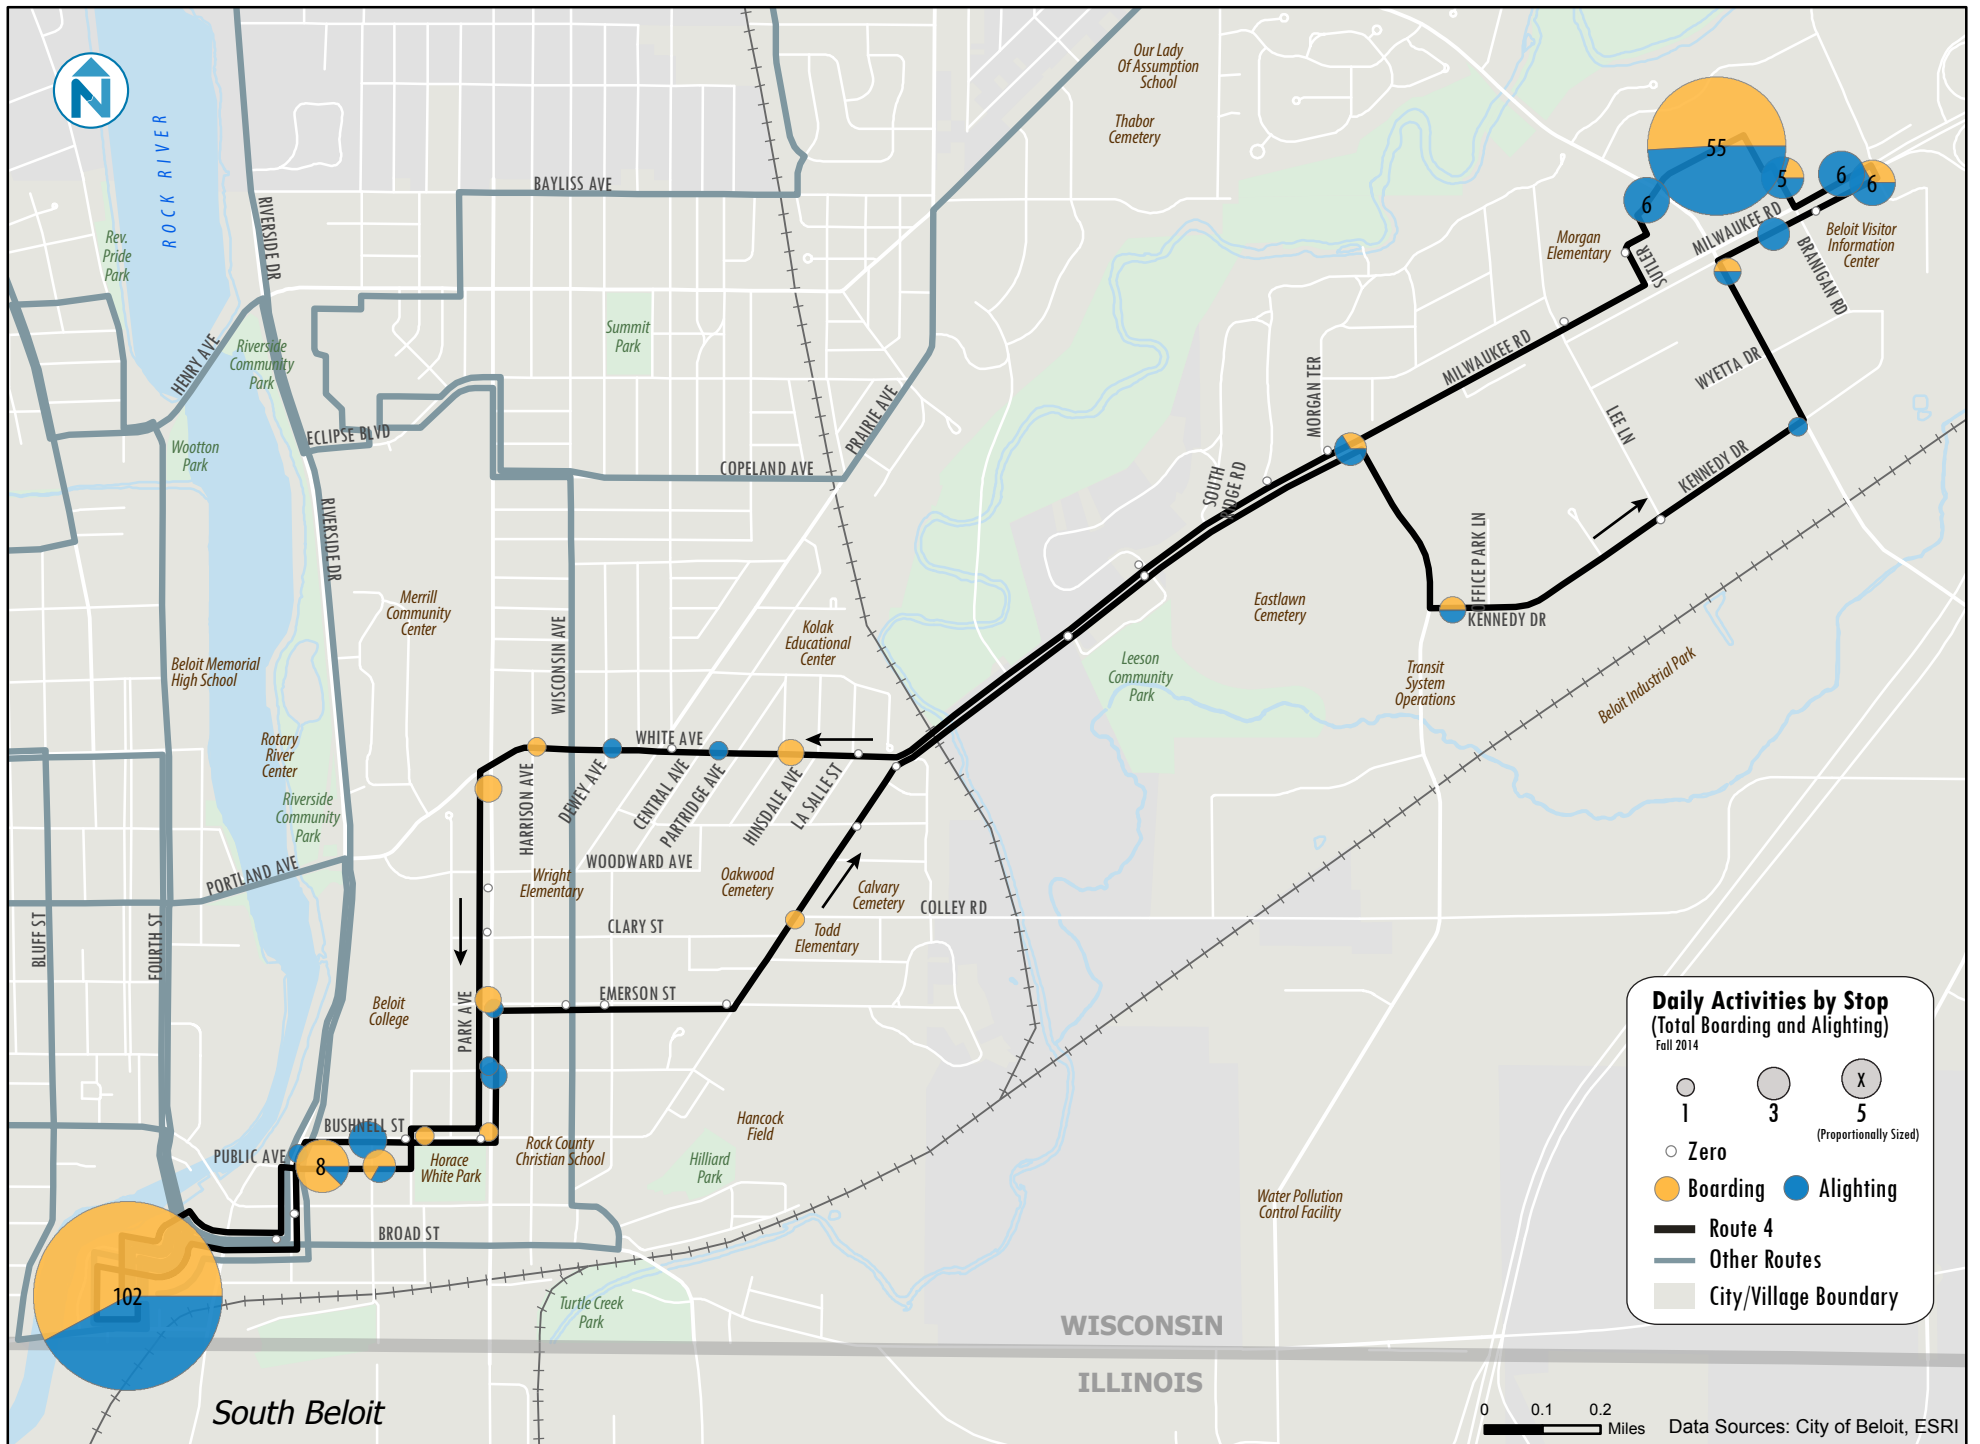 N
ROCK RIVER
Our Lady
Of Assumption
School
Thabor
Cemetery
BAYLISS AVE
RIVERSIDE DR
Rev.
Pride
Park
55
5
6
6
6
MILWAUKEE RD
Morgan
Elementary
SUTLER
BRANIGAN RD
Beloit Visitor
Information
Center
HENRY AVE
Riverside
Community
Park
Summit
Park
MORGAN TER
MILWAUKEE RD
WYETTA DR
LEE LN
PRAIRIE AVE
ECLIPSE BLVD
Wootton
Park
COPELAND AVE
SOUTH
RIDGE RD
KENNEDY DR
RIVERSIDE DR
OFFICE PARK LN
KENNEDY DR
Merrill
Community
Center
Kolak
Educational
Center
Eastlawn
Cemetery
WISCONSIN AVE
Beloit Memorial
High School
Leeson
Community
Park
Transit
System
Operations
Beloit Industrial Park
Rotary
River
Center
Riverside
Community
Park
WHITE AVE
HARRISON AVE
DEWEY AVE
CENTRAL AVE
PARTRIDGE AVE
HINSDALE AVE
LA SALLE ST
WOODWARD AVE
PORTLAND AVE
Wright
Elementary
Oakwood
Cemetery
Calvary
Cemetery
COLLEY RD
CLARY ST
Todd
Elementary
BLUFF ST
FOURTH ST
Beloit
College
PARK AVE
EMERSON ST
BUSHNELL ST
PUBLIC AVE
8
Horace
White Park
Rock County
Christian School
Hancock
Field
Hilliard
Park
Water Pollution
Control Facility
BROAD ST
102
Turtle Creek
Park
WISCONSIN
ILLINOIS
South Beloit
Daily Activities by Stop
(Total Boarding and Alighting)
Fall 2014
X
1
3
5
(Proportionally Sized)
Zero
Boarding
Alighting
Route 4
Other Routes
City/Village Boundary
0 0.1 0.2
Miles
Data Sources: City of Beloit, ESRI